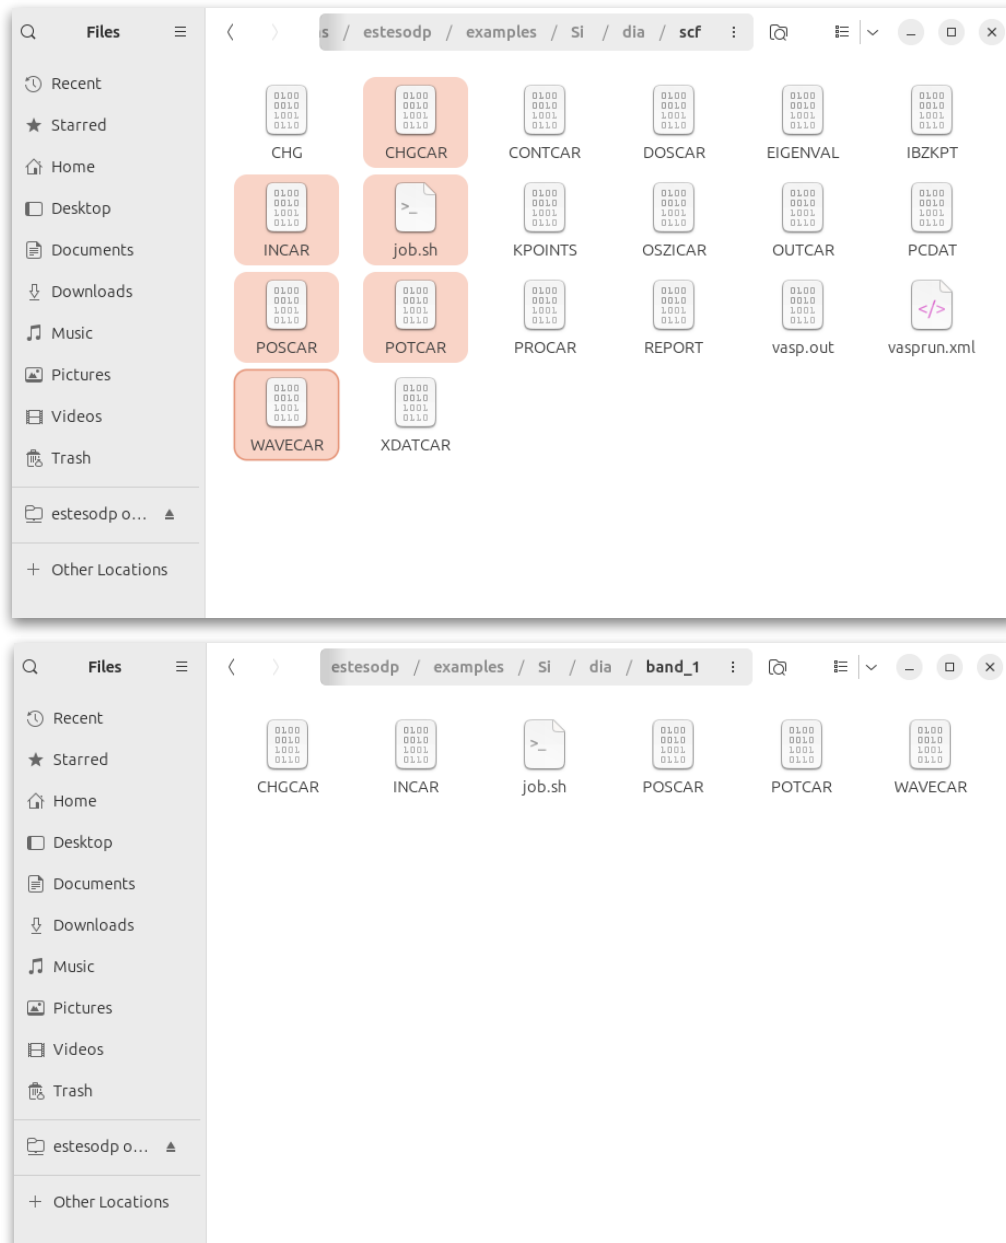 Files
s / estesodp / examples / Si / dia / scf
Recent
Starred
Home
Desktop
Documents
Downloads
Music
Pictures
Videos
Trash
estesodp o…
+ Other Locations
CHG CHGCAR CONTCAR DOSCAR EIGENVAL IBZKPT
INCAR job.sh KPOINTS OSZICAR OUTCAR PCDAT
POSCAR POTCAR PROCAR REPORT vasp.out vasprun.xml
WAVECAR XDATCAR
Files
estesodp / examples / Si / dia / band_1
Recent
Starred
Home
Desktop
Documents
Downloads
Music
Pictures
Videos
Trash
estesodp o…
+ Other Locations
CHGCAR INCAR job.sh POSCAR POTCAR WAVECAR